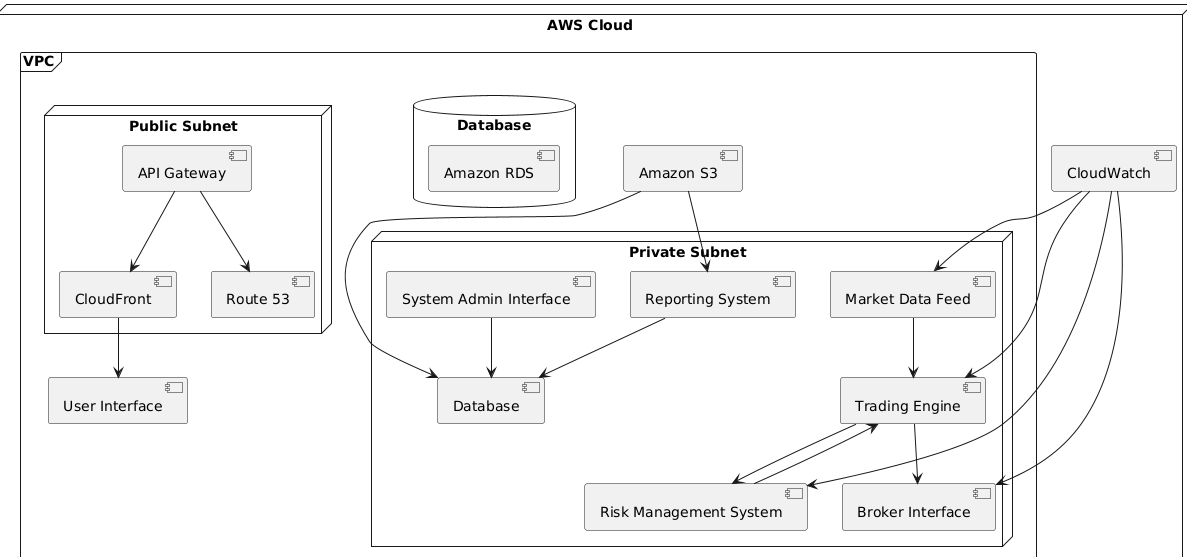 AWS Cloud
VPC
Public Subnet
Database
API Gateway
Amazon RDS
Amazon S3
CloudWatch
Private Subnet
CloudFront
Route 53
System Admin Interface
Reporting System
Market Data Feed
User Interface
Database
Trading Engine
Risk Management System
Broker Interface